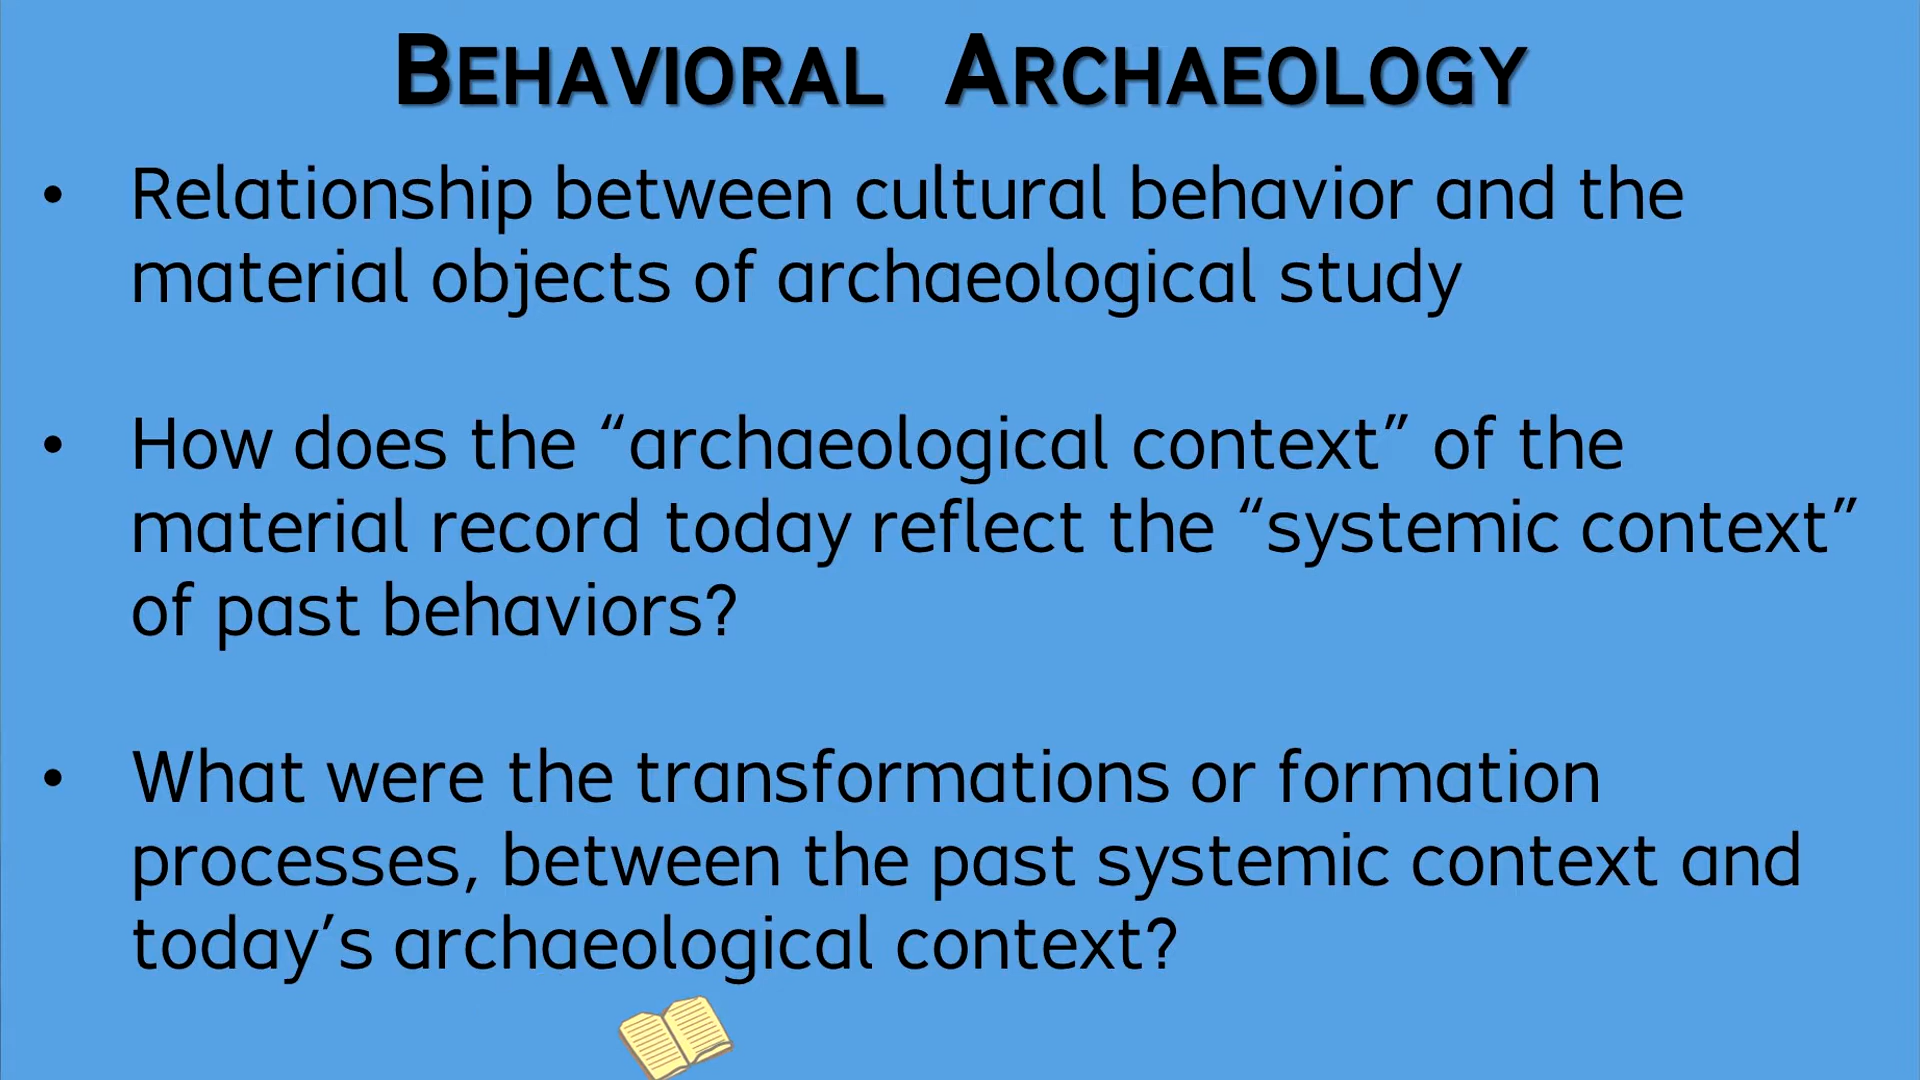 BEHAVIORAL ARCHAEOLOGY
• Relationship between cultural behavior and the
material objects of archaeological study
• How does the “archaeological context” of the
material record today reflect the “systemic context”
of past behaviors?
• What were the transformations or formation
processes, between the past systemic context and
today’s archaeological context?